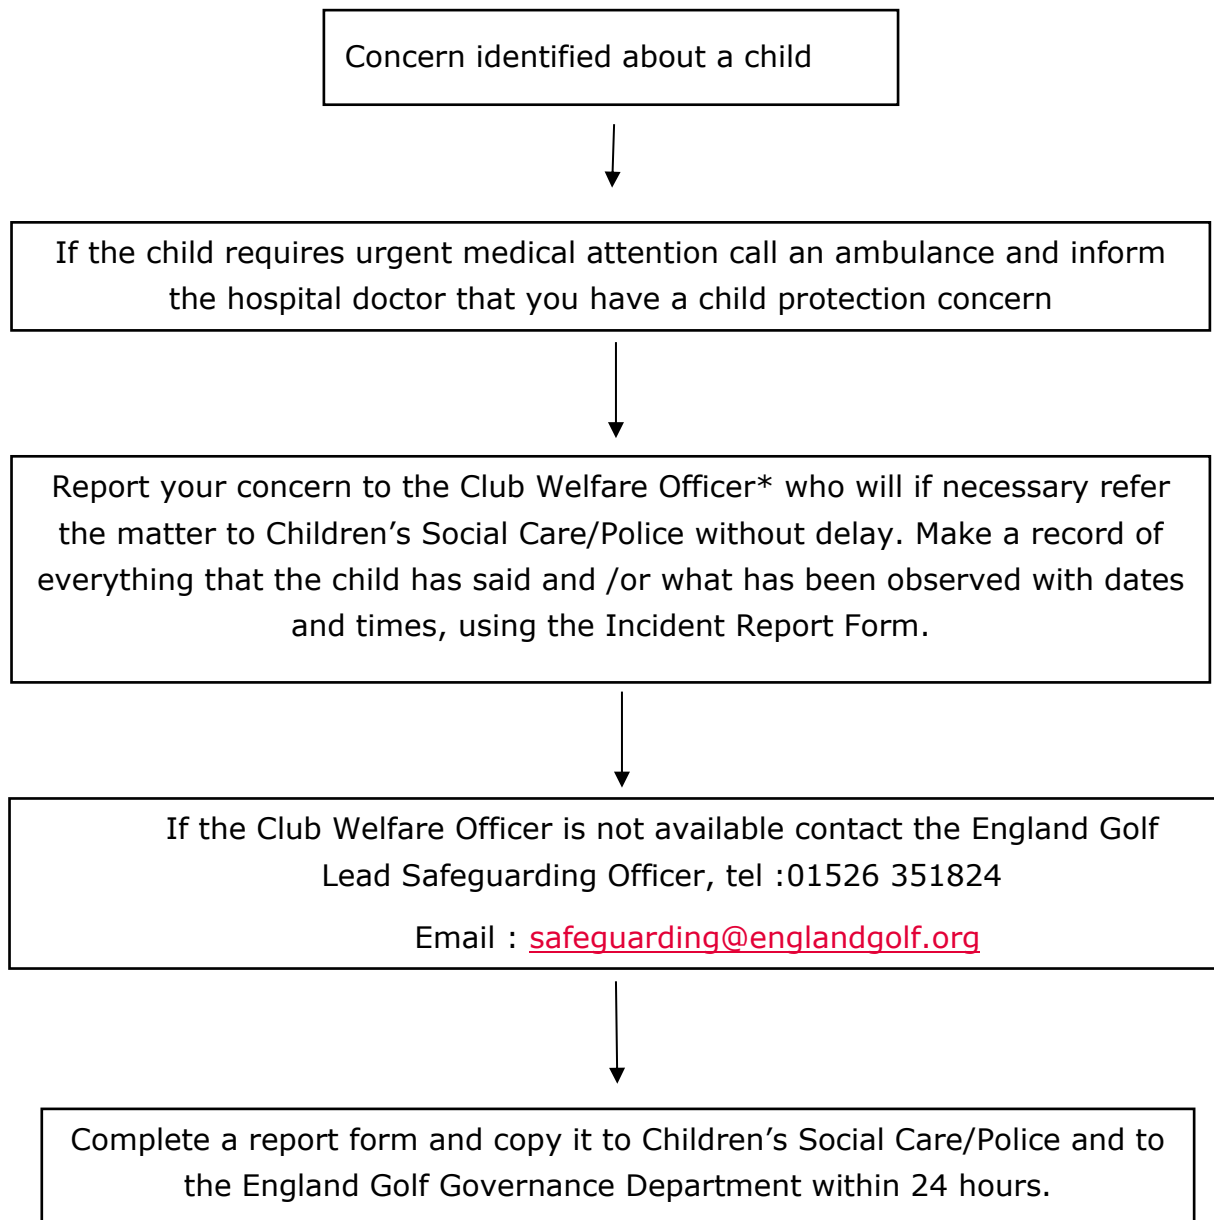 Concern identified about a child
If the child requires urgent medical attention call an ambulance and inform
the hospital doctor that you have a child protection concern
Report your concern to the Club Welfare Officer* who will if necessary refer
the matter to Children’s Social Care/Police without delay. Make a record of
everything that the child has said and /or what has been observed with dates
and times, using the Incident Report Form.
If the Club Welfare Officer is not available contact the England Golf
Lead Safeguarding Officer, tel :01526 351824
Email : safeguarding@englandgolf.org
Complete a report form and copy it to Children’s Social Care/Police and to
the England Golf Governance Department within 24 hours.